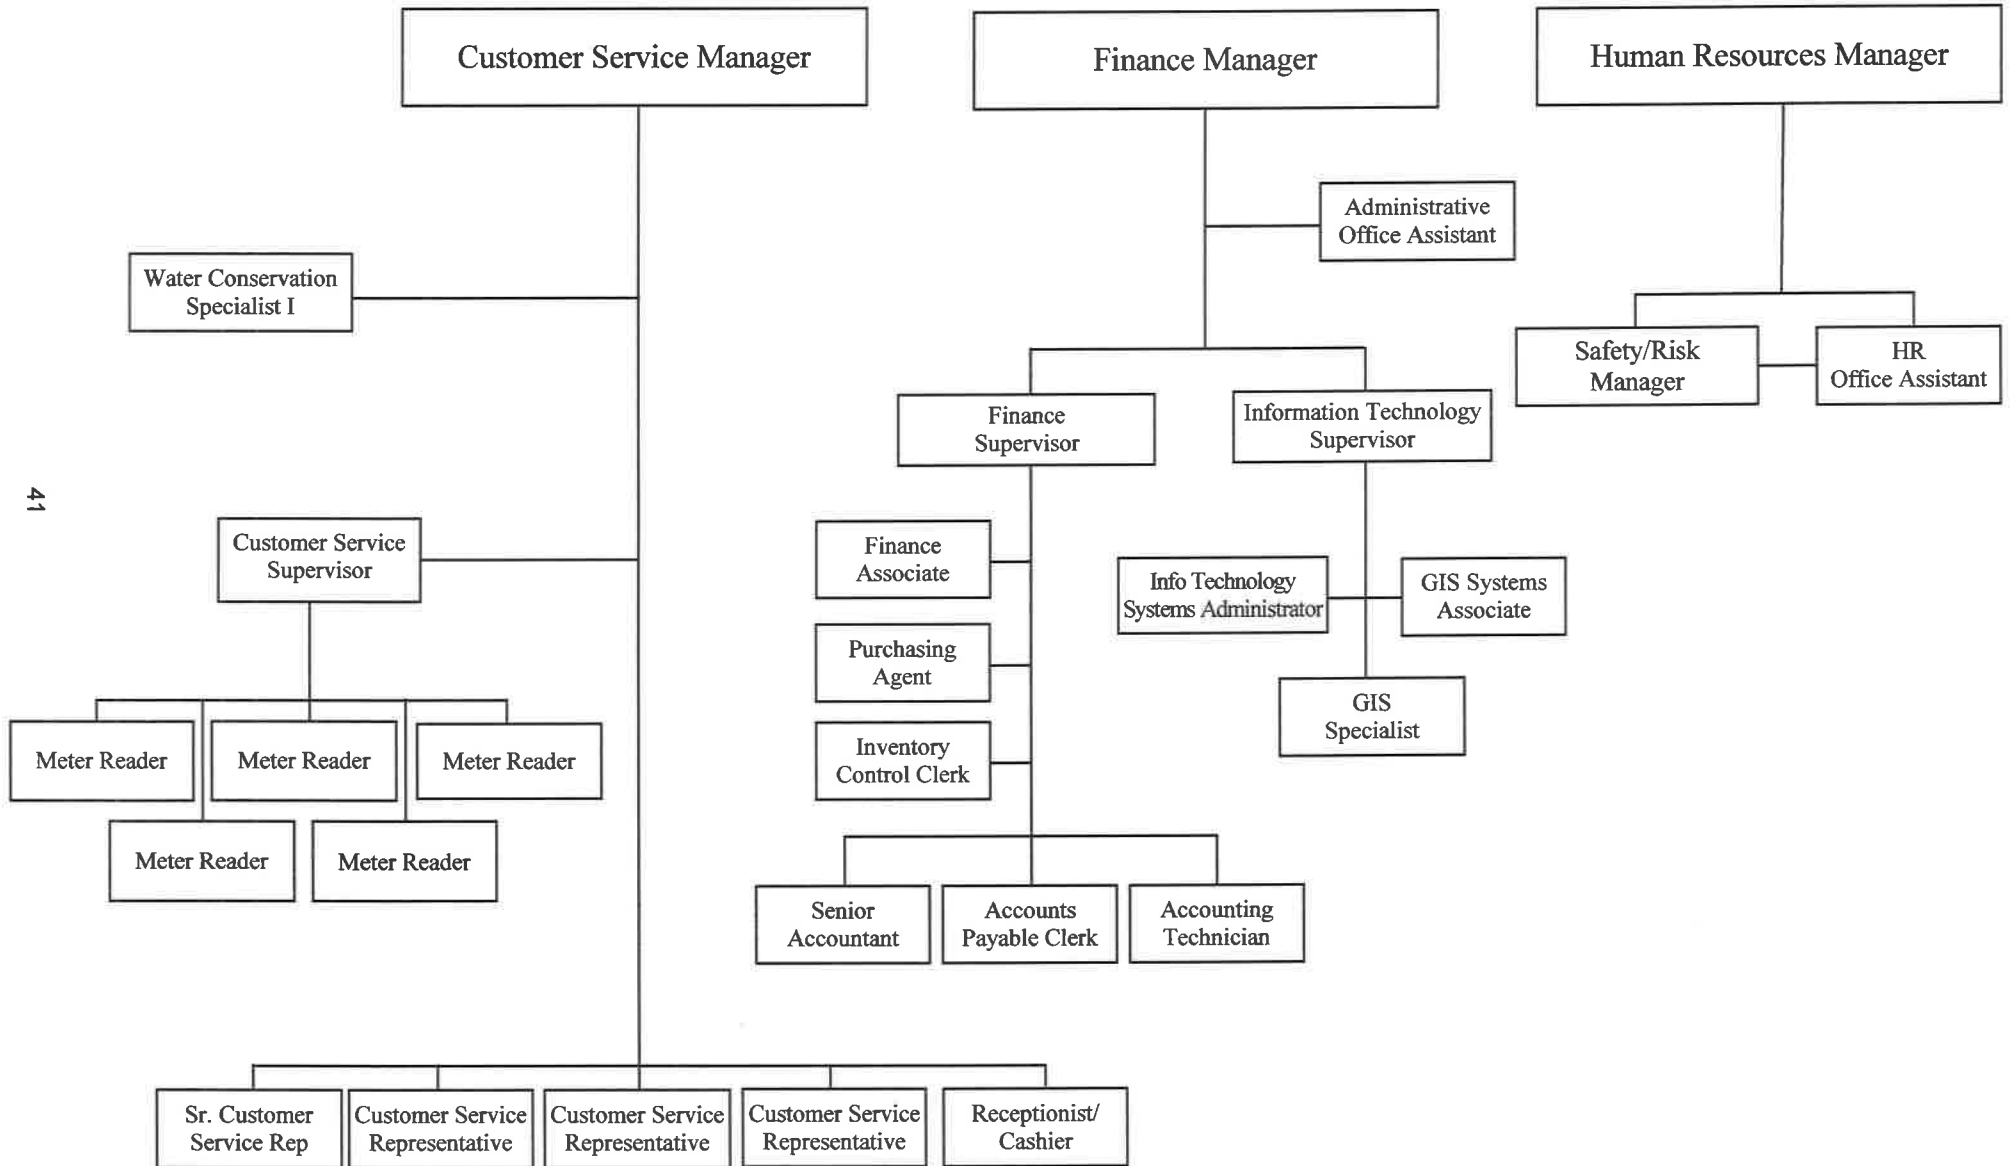 Customer Service Manager
Finance Manager
Human Resources Manager
Administrative
Office Assistant
Water Conservation
Specialist I
Safety/Risk
Manager
HR
Office Assistant
Finance
Supervisor
Information Technology
Supervisor
41
Customer Service
Supervisor
Finance
Associate
Info Technology
Systems Administrator
GIS Systems
Associate
Purchasing
Agent
GIS
Specialist
Inventory
Control Clerk
Meter Reader
Meter Reader
Meter Reader
Meter Reader
Meter Reader
Senior
Accountant
Accounts
Payable Clerk
Accounting
Technician
Sr. Customer
Service Rep
Customer Service
Representative
Customer Service
Representative
Customer Service
Representative
Receptionist/
Cashier